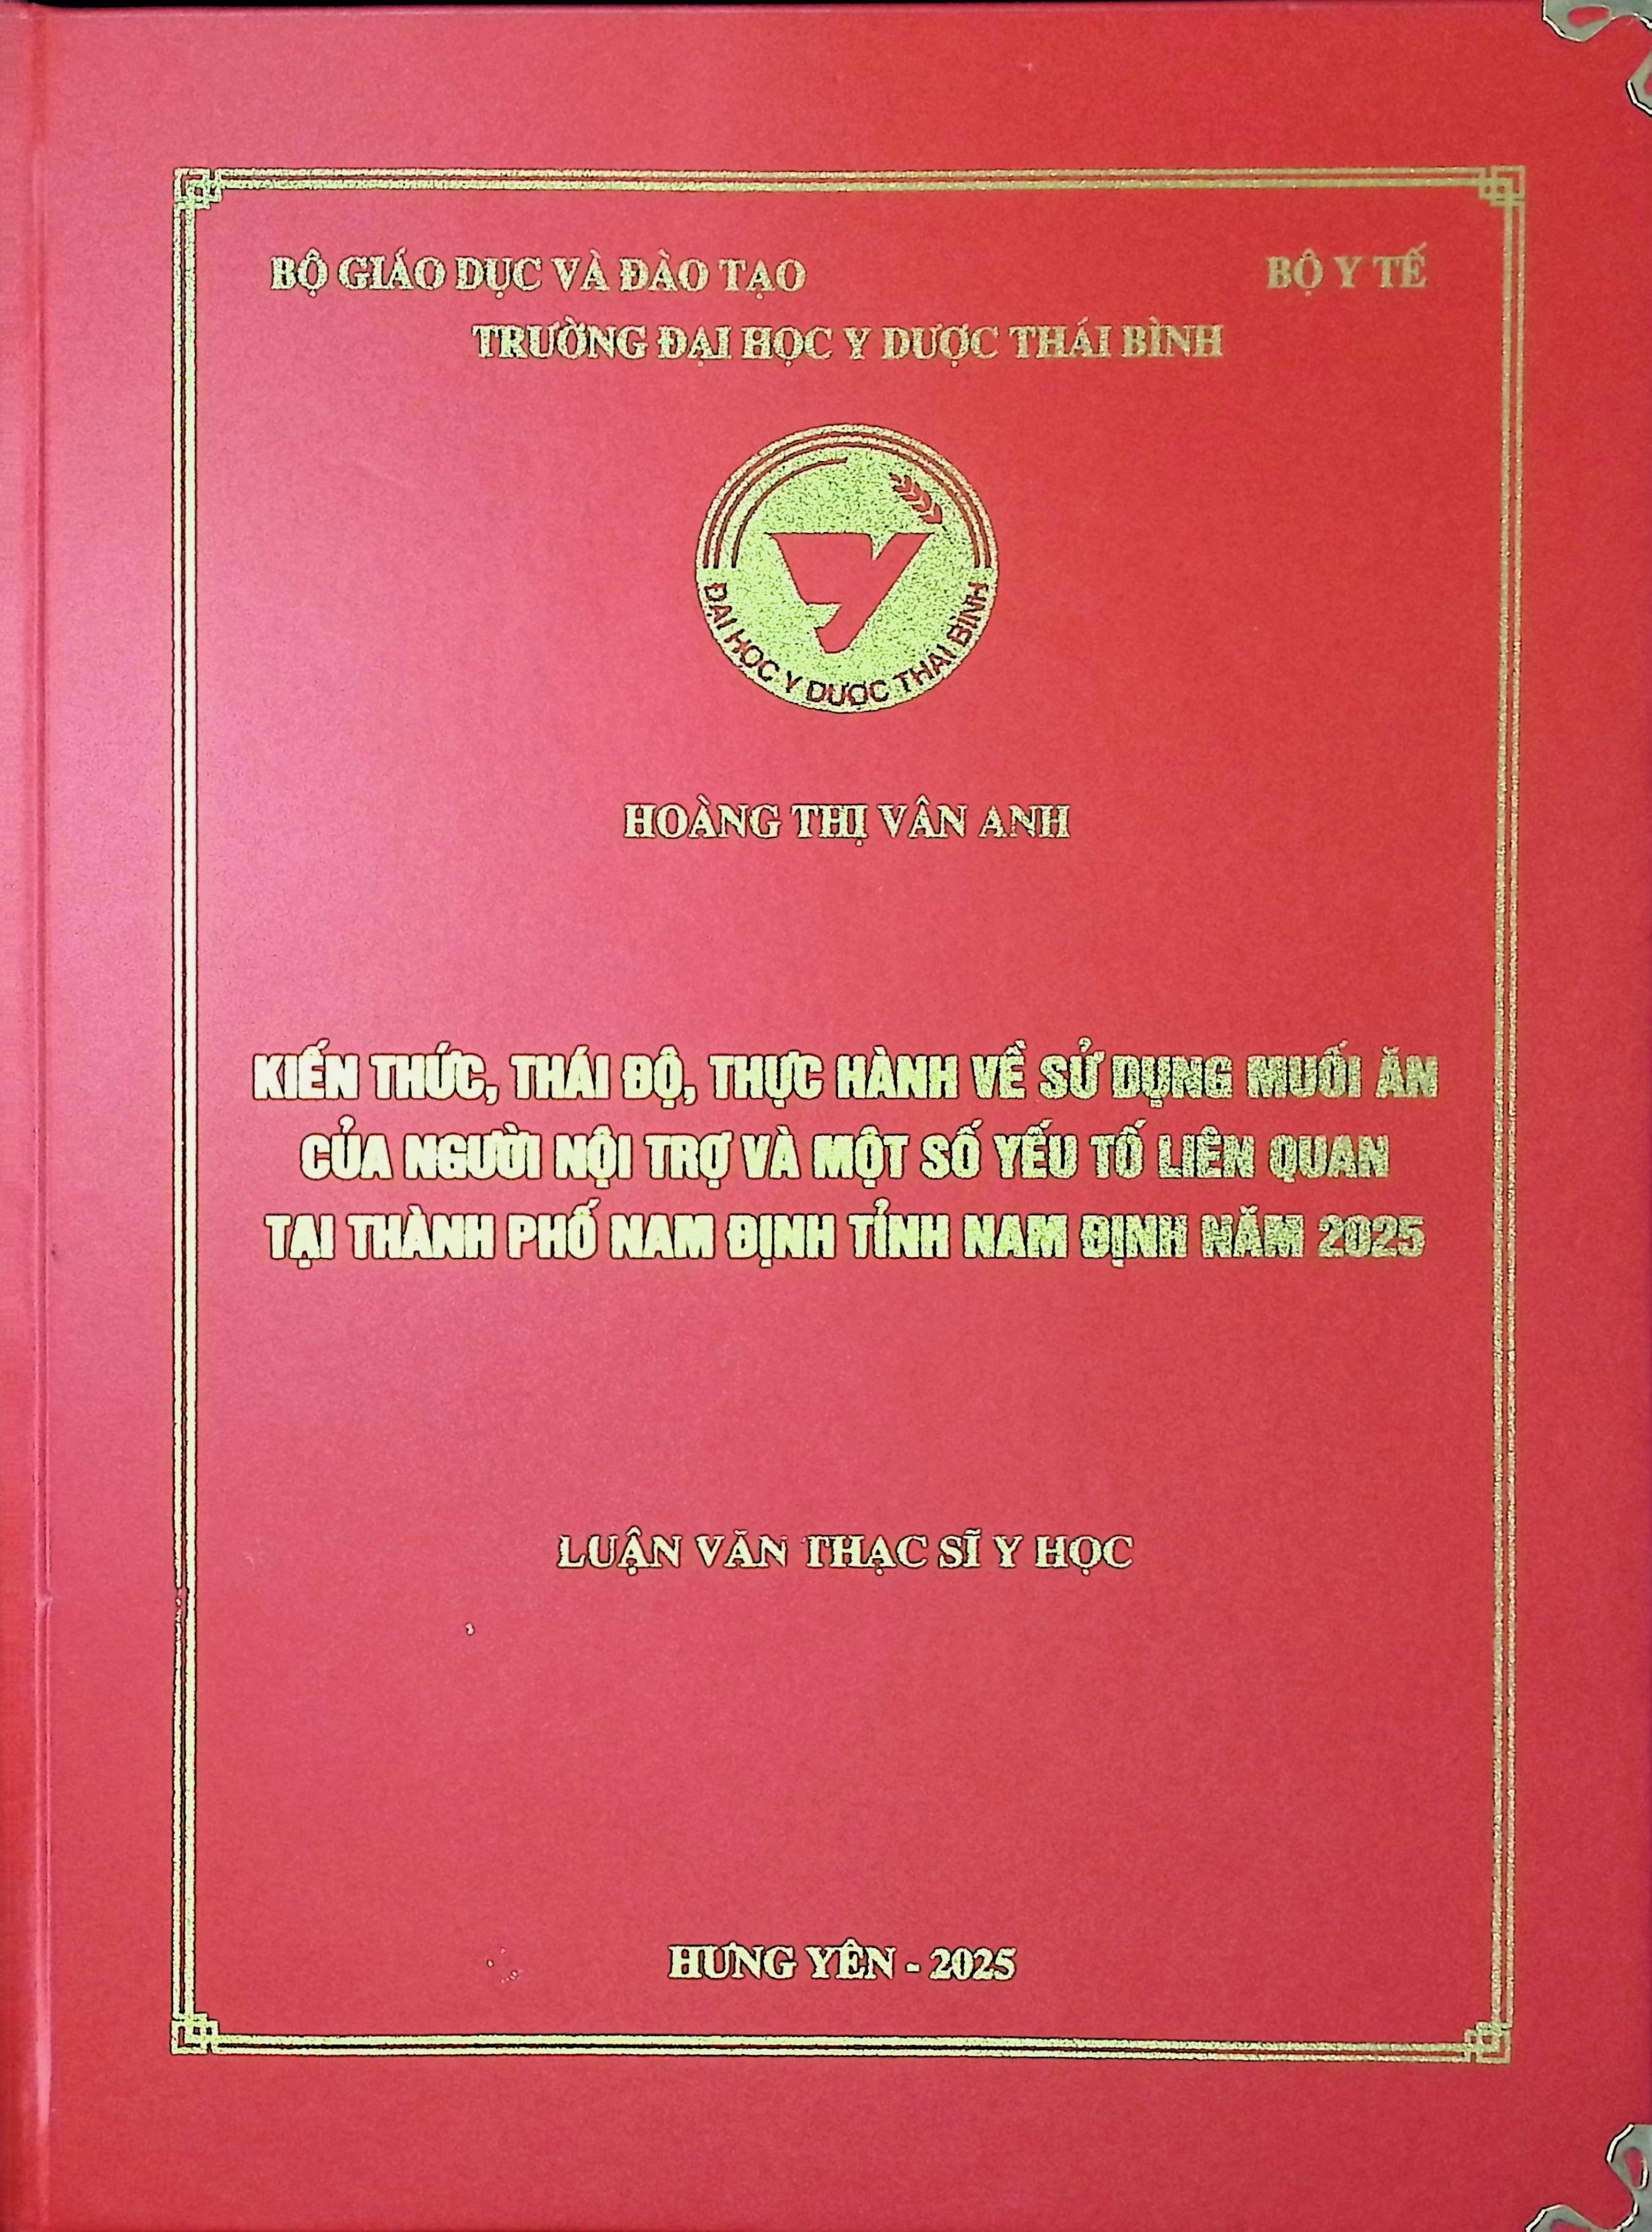 BỘ GIÁO DỤC VÀ ĐÀO TẠO BỘ Y TẾ
TRƯỜNG ĐẠI HỌC Y DƯỢC THÁI BÌNH
ĐẠI HỌC Y DƯỢC THÁI BÌNH
HOÀNG THỊ VÂN ANH
KIẾN THỨC, THÁI ĐỘ, THỰC HÀNH VỀ SỬ DỤNG MUỐI ĂN
CỦA NGƯỜI NỘI TRỢ VÀ MỘT SỐ YẾU TỐ LIÊN QUAN
TẠI THÀNH PHỐ NAM ĐỊNH TỈNH NAM ĐỊNH NĂM 2025
LUẬN VĂN THẠC SĨ Y HỌC
HƯNG YÊN - 2025